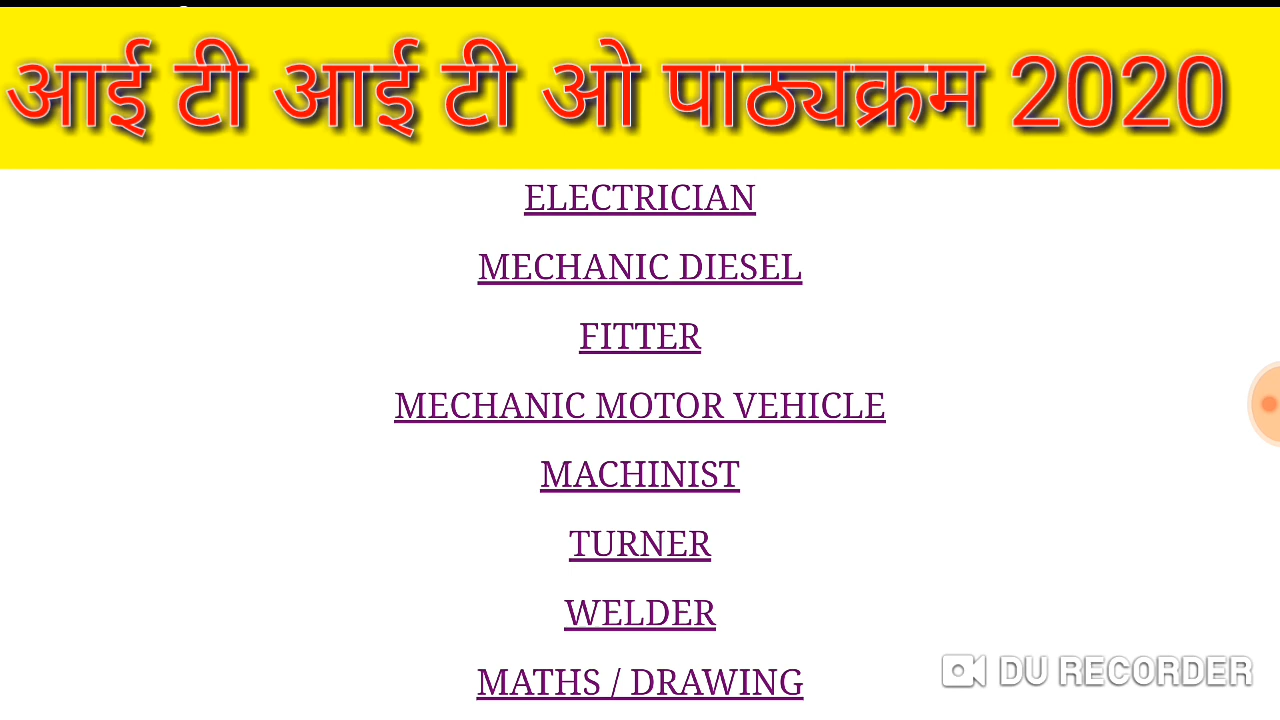 आई टी आई टी ओ पाठ्यक्रम 2020
ELECTRICIAN
MECHANIC DIESEL
FITTER
MECHANIC MOTOR VEHICLE
MACHINIST
TURNER
WELDER
MATHS / DRAWING
DU RECORDER